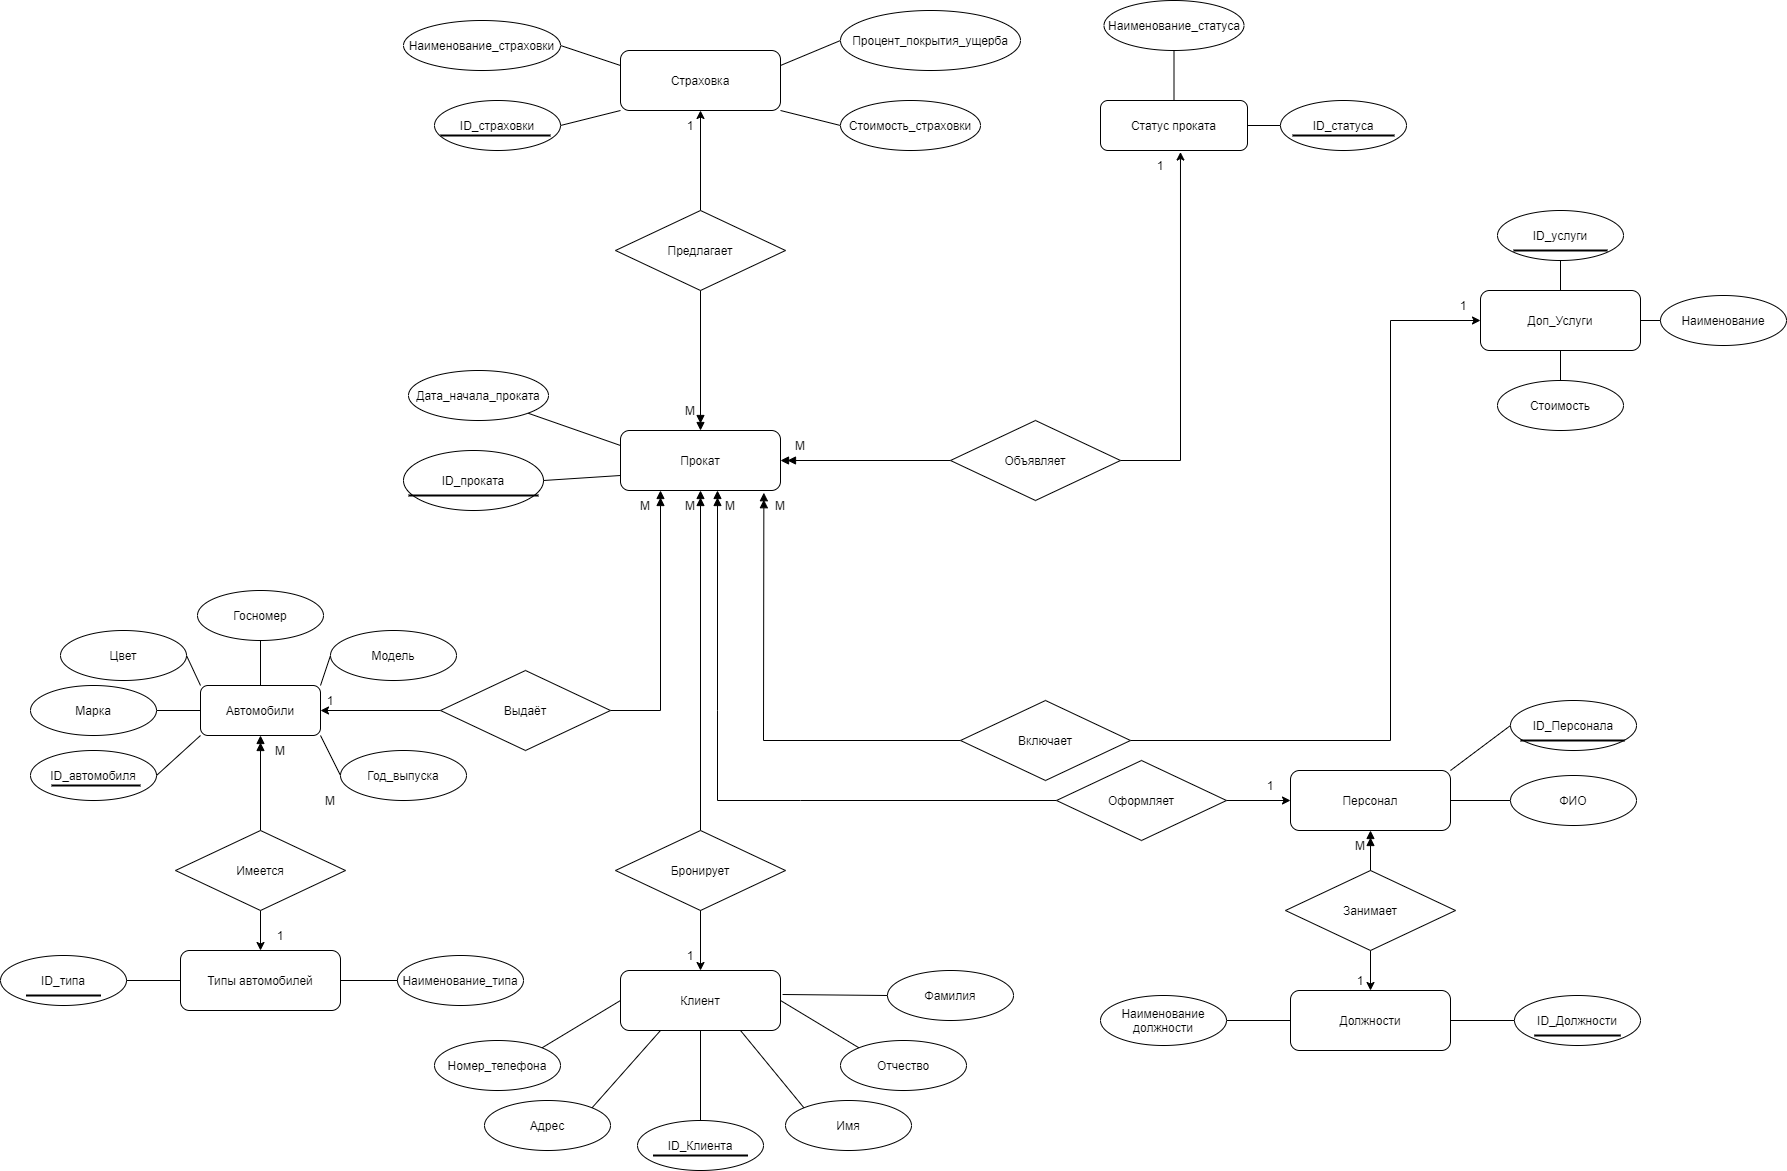 Наименование_статуса
Наименование_страховки
Процент_покрытия_ущерба
Страховка
ID_страховки
1
Стоимость_страховки
Статус проката
ID_статуса
1
ID_услуги
Предлагает
1
Доп_Услуги
Наименование
Дата_начала_проката
M
Стоимость
M
Прокат
Объявляет
ID_проката
M
M
M
M
Госномер
Цвет
Модель
1
Марка
Автомобили
Выдаёт
ID_Персонала
Включает
M
ID_автомобиля
Год_выпуска
1
M
Оформляет
Персонал
ФИО
M
Имеется
Бронирует
Занимает
1
1
1
ID_типа
Типы автомобилей
Наименование_типа
Клиент
Фамилия
Наименование
должности
Должности
ID_Должности
Номер_телефона
Отчество
Адрес
Имя
ID_Клиента